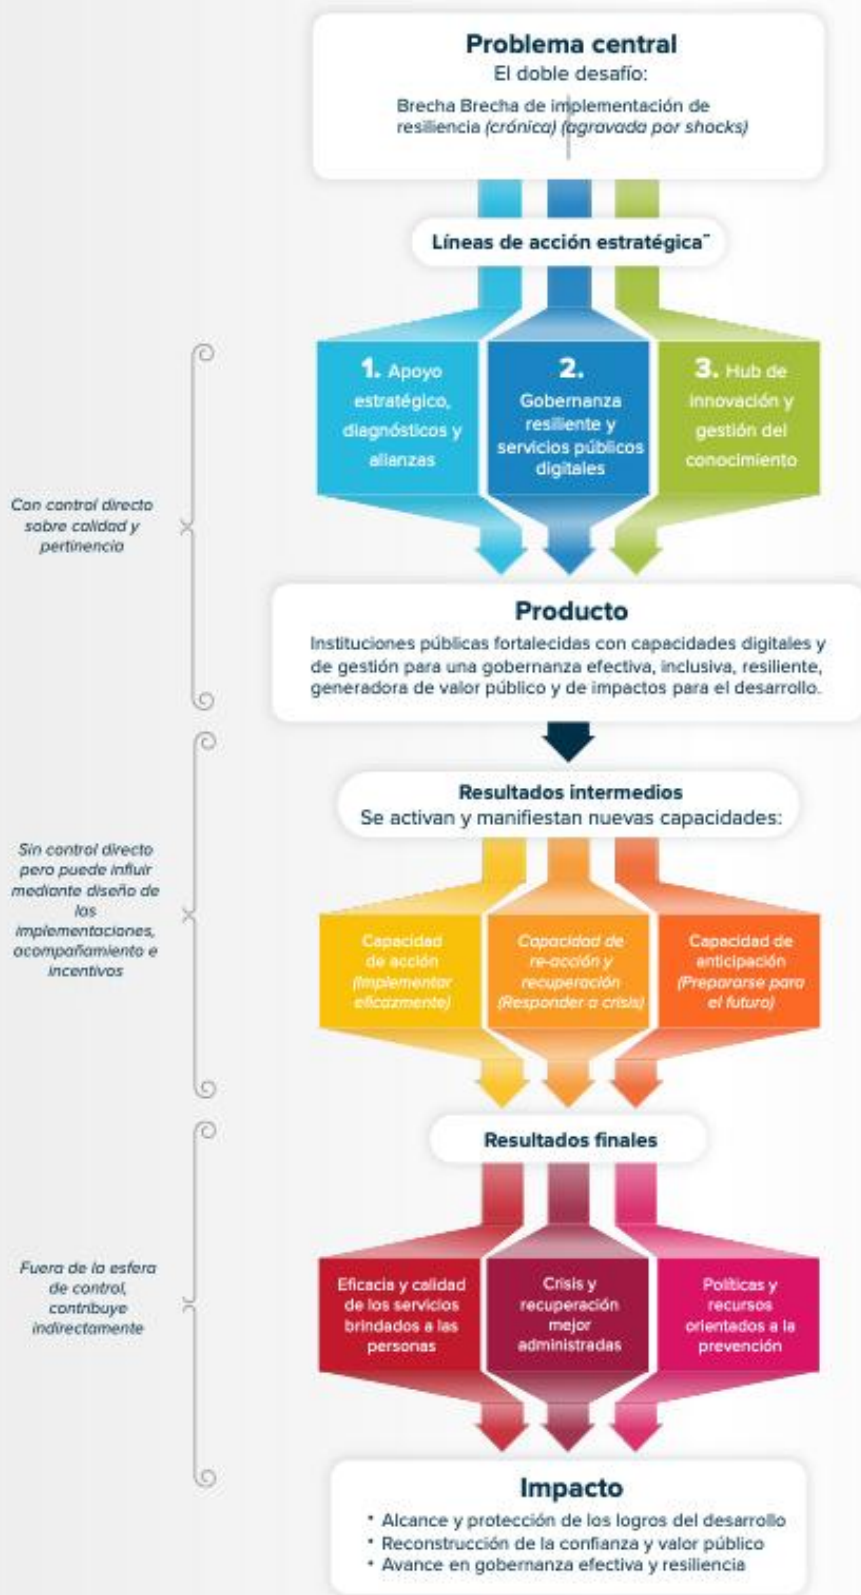 Problema central
El doble desafío:
Brecha Brecha de implementación de
resiliencia (crónica) (agravada por shocks)
Líneas de acción estratégica¨
1. Apoyo
estratégico,
diagnósticos y
alianzas
2.
Gobernanza
resiliente y
servicios públicos
digitales
3. Hub de
innovación y
gestión del
conocimiento
Con control directo
sobre calidad y
pertinencia
Producto
Instituciones públicas fortalecidas con capacidades digitales y
de gestión para una gobernanza efectiva, inclusiva, resiliente,
generadora de valor público y de impactos para el desarrollo.
Resultados intermedios
Se activan y manifiestan nuevas capacidades:
Sin control directo
pero puede influir
mediante diseño de
las
implementaciones,
acompañamiento e
incentivos
Capacidad
de acción
(Implementar
eficazmente)
Capacidad de
re-acción y
recuperación
(Responder a crisis)
Capacidad de
anticipación
(Prepararse para
el futuro)
Resultados finales
Fuera de la esfera
de control,
contribuye
indirectamente
Eficacia y calidad
de los servicios
brindados a las
personas
Crisis y
recuperación
mejor
administradas
Políticas y
recursos
orientados a la
prevención
Impacto
• Alcance y protección de los logros del desarrollo
• Reconstrucción de la confianza y valor público
• Avance en gobernanza efectiva y resiliencia